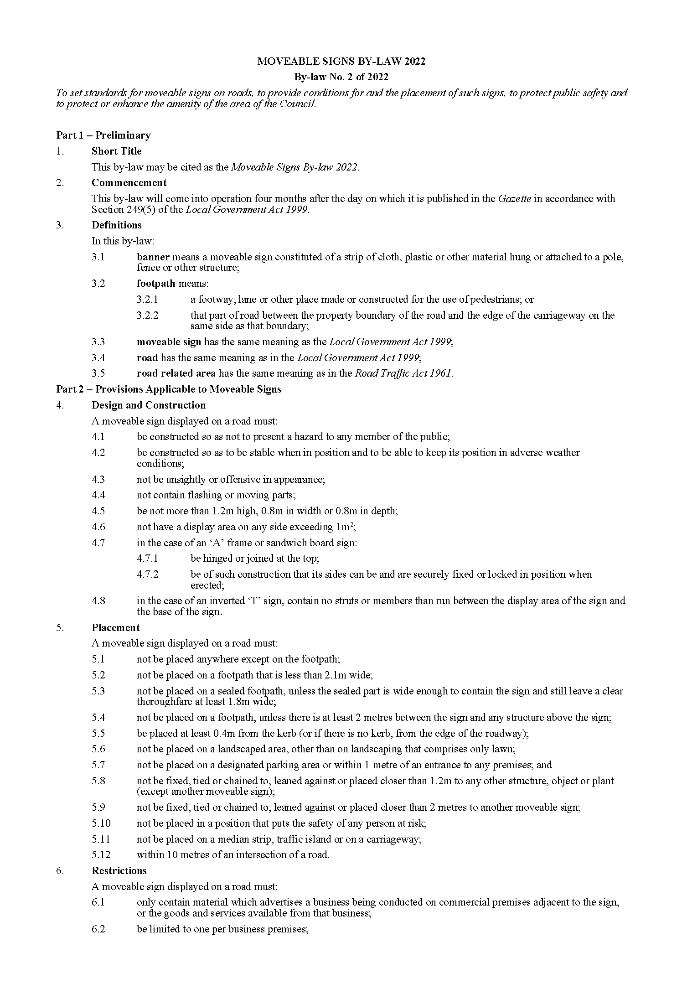 MOVEABLE SIGNS BY-LAW 2022
By-law No. 2 of 2022
To set standards for moveable signs on roads, to provide conditions for and the placement of such signs, to protect public safety and
to protect or enhance the amenity of the area of the Council.
Part 1 – Preliminary
1. Short Title
This by-law may be cited as the Moveable Signs By-law 2022.
2. Commencement
This by-law will come into operation four months after the day on which it is published in the Gazette in accordance with
Section 249(5) of the Local Government Act 1999.
3. Definitions
In this by-law:
3.1 banner means a moveable sign constituted of a strip of cloth, plastic or other material hung or attached to a pole,
fence or other structure;
3.2 footpath means:
3.2.1 a footway, lane or other place made or constructed for the use of pedestrians; or
3.2.2 that part of road between the property boundary of the road and the edge of the carriageway on the
same side as that boundary;
3.3 moveable sign has the same meaning as the Local Government Act 1999;
3.4 road has the same meaning as in the Local Government Act 1999;
3.5 road related area has the same meaning as in the Road Traffic Act 1961.
Part 2 – Provisions Applicable to Moveable Signs
4. Design and Construction
A moveable sign displayed on a road must:
4.1 be constructed so as not to present a hazard to any member of the public;
4.2 be constructed so as to be stable when in position and to be able to keep its position in adverse weather
conditions;
4.3 not be unsightly or offensive in appearance;
4.4 not contain flashing or moving parts;
4.5 be not more than 1.2m high, 0.8m in width or 0.8m in depth;
4.6 not have a display area on any side exceeding 1m²;
4.7 in the case of an ‘A’ frame or sandwich board sign:
4.7.1 be hinged or joined at the top;
4.7.2 be of such construction that its sides can be and are securely fixed or locked in position when
erected;
4.8 in the case of an inverted ‘T’ sign, contain no struts or members than run between the display area of the sign and
the base of the sign.
5. Placement
A moveable sign displayed on a road must:
5.1 not be placed anywhere except on the footpath;
5.2 not be placed on a footpath that is less than 2.1m wide;
5.3 not be placed on a sealed footpath, unless the sealed part is wide enough to contain the sign and still leave a clear
thoroughfare at least 1.8m wide;
5.4 not be placed on a footpath, unless there is at least 2 metres between the sign and any structure above the sign;
5.5 be placed at least 0.4m from the kerb (or if there is no kerb, from the edge of the roadway);
5.6 not be placed on a landscaped area, other than on landscaping that comprises only lawn;
5.7 not be placed on a designated parking area or within 1 metre of an entrance to any premises; and
5.8 not be fixed, tied or chained to, leaned against or placed closer than 1.2m to any other structure, object or plant
(except another moveable sign);
5.9 not be fixed, tied or chained to, leaned against or placed closer than 2 metres to another moveable sign;
5.10 not be placed in a position that puts the safety of any person at risk;
5.11 not be placed on a median strip, traffic island or on a carriageway;
5.12 within 10 metres of an intersection of a road.
6. Restrictions
A moveable sign displayed on a road must:
6.1 only contain material which advertises a business being conducted on commercial premises adjacent to the sign,
or the goods and services available from that business;
6.2 be limited to one per business premises;